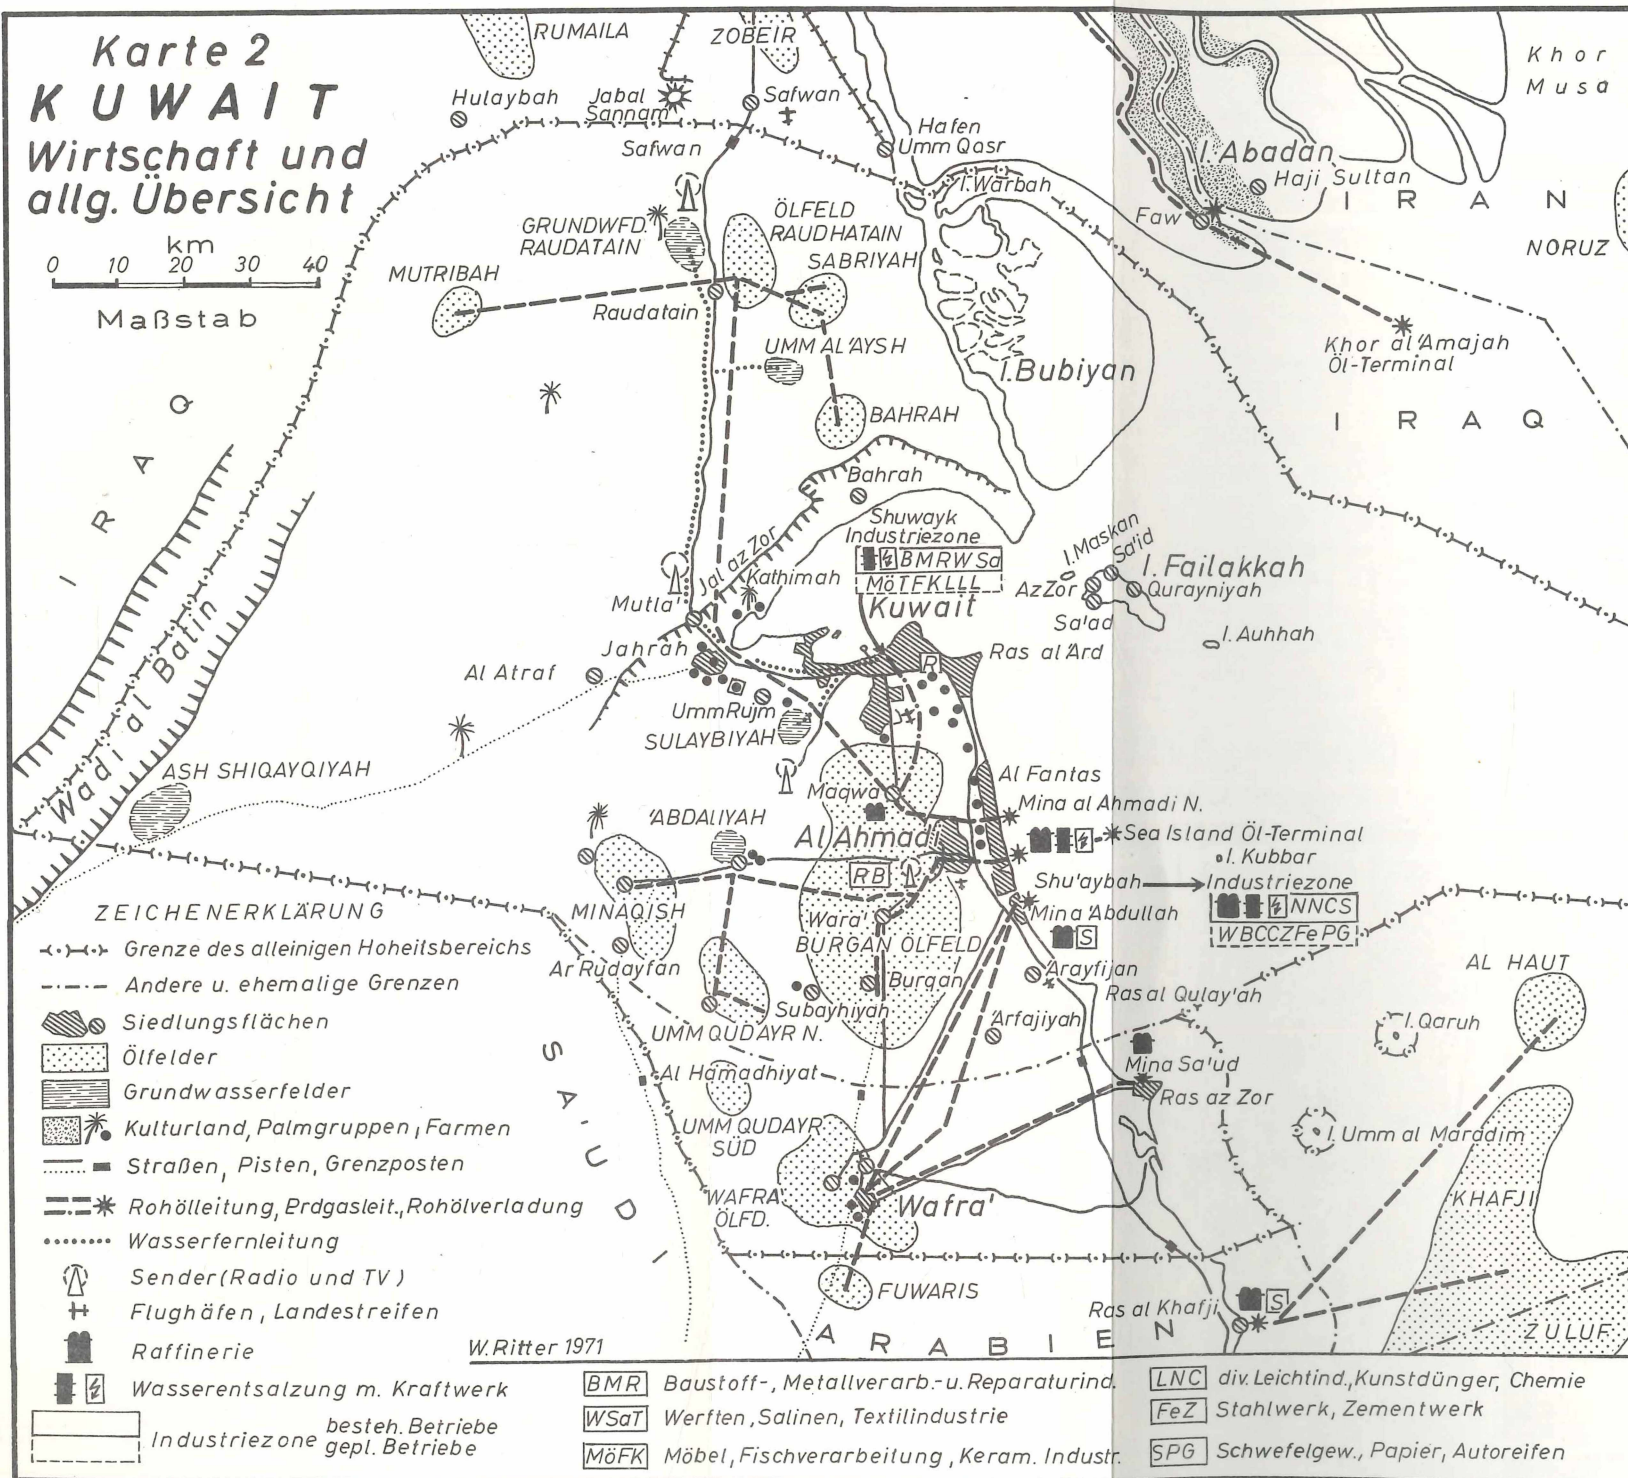 Karte 2
KUWAIT
Wirtschaft und
allg. Übersicht
km
0 10 20 30 40
Maßstab
RUMAILA
ZOBEIR
Khor
Musa
Hulaybah
Jabal
Sannam
Safwan
Safwan
Hafen
Umm Qasr
I. Warbah
I. Abadan
Haji Sultan
IRAN
Faw
NORUZ
GRUNDWFD.
RAUDATAIN
ÖLFELD
RAUDHATAIN
SABRIYAH
MUTRIBAH
Raudatain
UMM AL'AYSH
I. Bubiyan
Khor al 'Amajah
Öl-Terminal
IRAQ
IRAQ
BAHRAH
Bahrah
Shuwayk
Industriezone
BMRWSa
MöTFKLLL
Kuwait
Jal az Zor
Kathimah
Mutla'
I. Maskan
Sa'id
I. Failakkah
Az Zor
Qurayniyah
Sa'ad
I. Auhhah
Jahrah
Ras al 'Ard
R
Al Atraf
Umm Rujm
SULAYBIYAH
Wadi al Batin
ASH SHIQAYQIYAH
Al Fantas
Maqwa
Mina al Ahmadi N.
'ABDALIYAH
Al Ahmadi
Sea Island Öl-Terminal
I. Kubbar
RB
Shu'aybah
Industriezone
NNCS
WBCCZFePG
MINAQISH
Wara'
Mina 'Abdullah
S
BURGAN ÖLFELD
Ar Rudayfan
Burgan
Arayfijan
AL HAUT
Subayhiyah
Ras al Qulay'ah
UMM QUDAYR N.
'Arfajiyah
I. Qaruh
Al Hamadhiyat
Mina Sa'ud
Ras az Zor
UMM QUDAYR
SÜD
I. Umm al Maradim
WAFRA
ÖLFD.
Wafra'
KHAFJI
FUWARIS
Ras al Khafji
S
ZULUF
SA'UDI
ARABIEN
ZEICHENERKLÄRUNG
Grenze des alleinigen Hoheitsbereichs
Andere u. ehemalige Grenzen
Siedlungsflächen
Ölfelder
Grundwasserfelder
Kulturland, Palmgruppen, Farmen
Straßen, Pisten, Grenzposten
Rohölleitung, Erdgasleit., Rohölverladung
Wasserfernleitung
Sender (Radio und TV)
Flughäfen, Landestreifen
Raffinerie
W. Ritter 1971
Wasserentsalzung m. Kraftwerk
Industriezone besteh. Betriebe
gepl. Betriebe
BMR Baustoff-, Metallverarb.- u. Reparaturind.
WSaT Werften, Salinen, Textilindustrie
MöFK Möbel, Fischverarbeitung, Keram. Industr.
LNC div. Leichtind., Kunstdünger, Chemie
FeZ Stahlwerk, Zementwerk
SPG Schwefelgew., Papier, Autoreifen